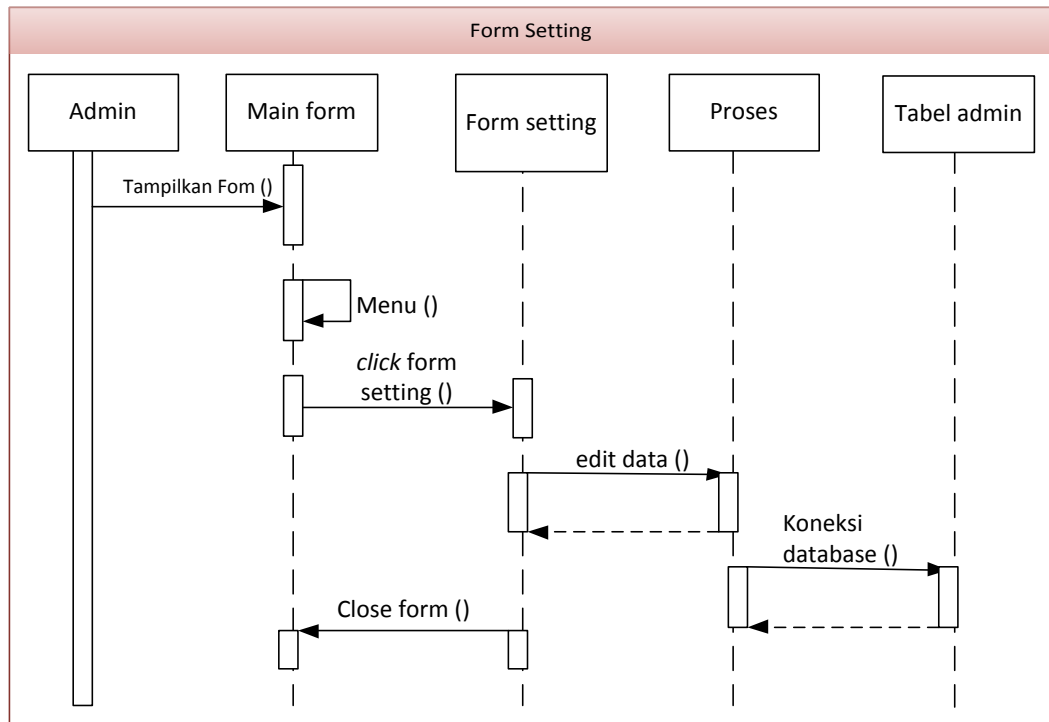 Form Setting
Admin
Main form
Form setting
Proses
Tabel admin
Tampilkan Fom ()
Menu ()
click form
setting ()
edit data ()
Koneksi
database ()
Close form ()